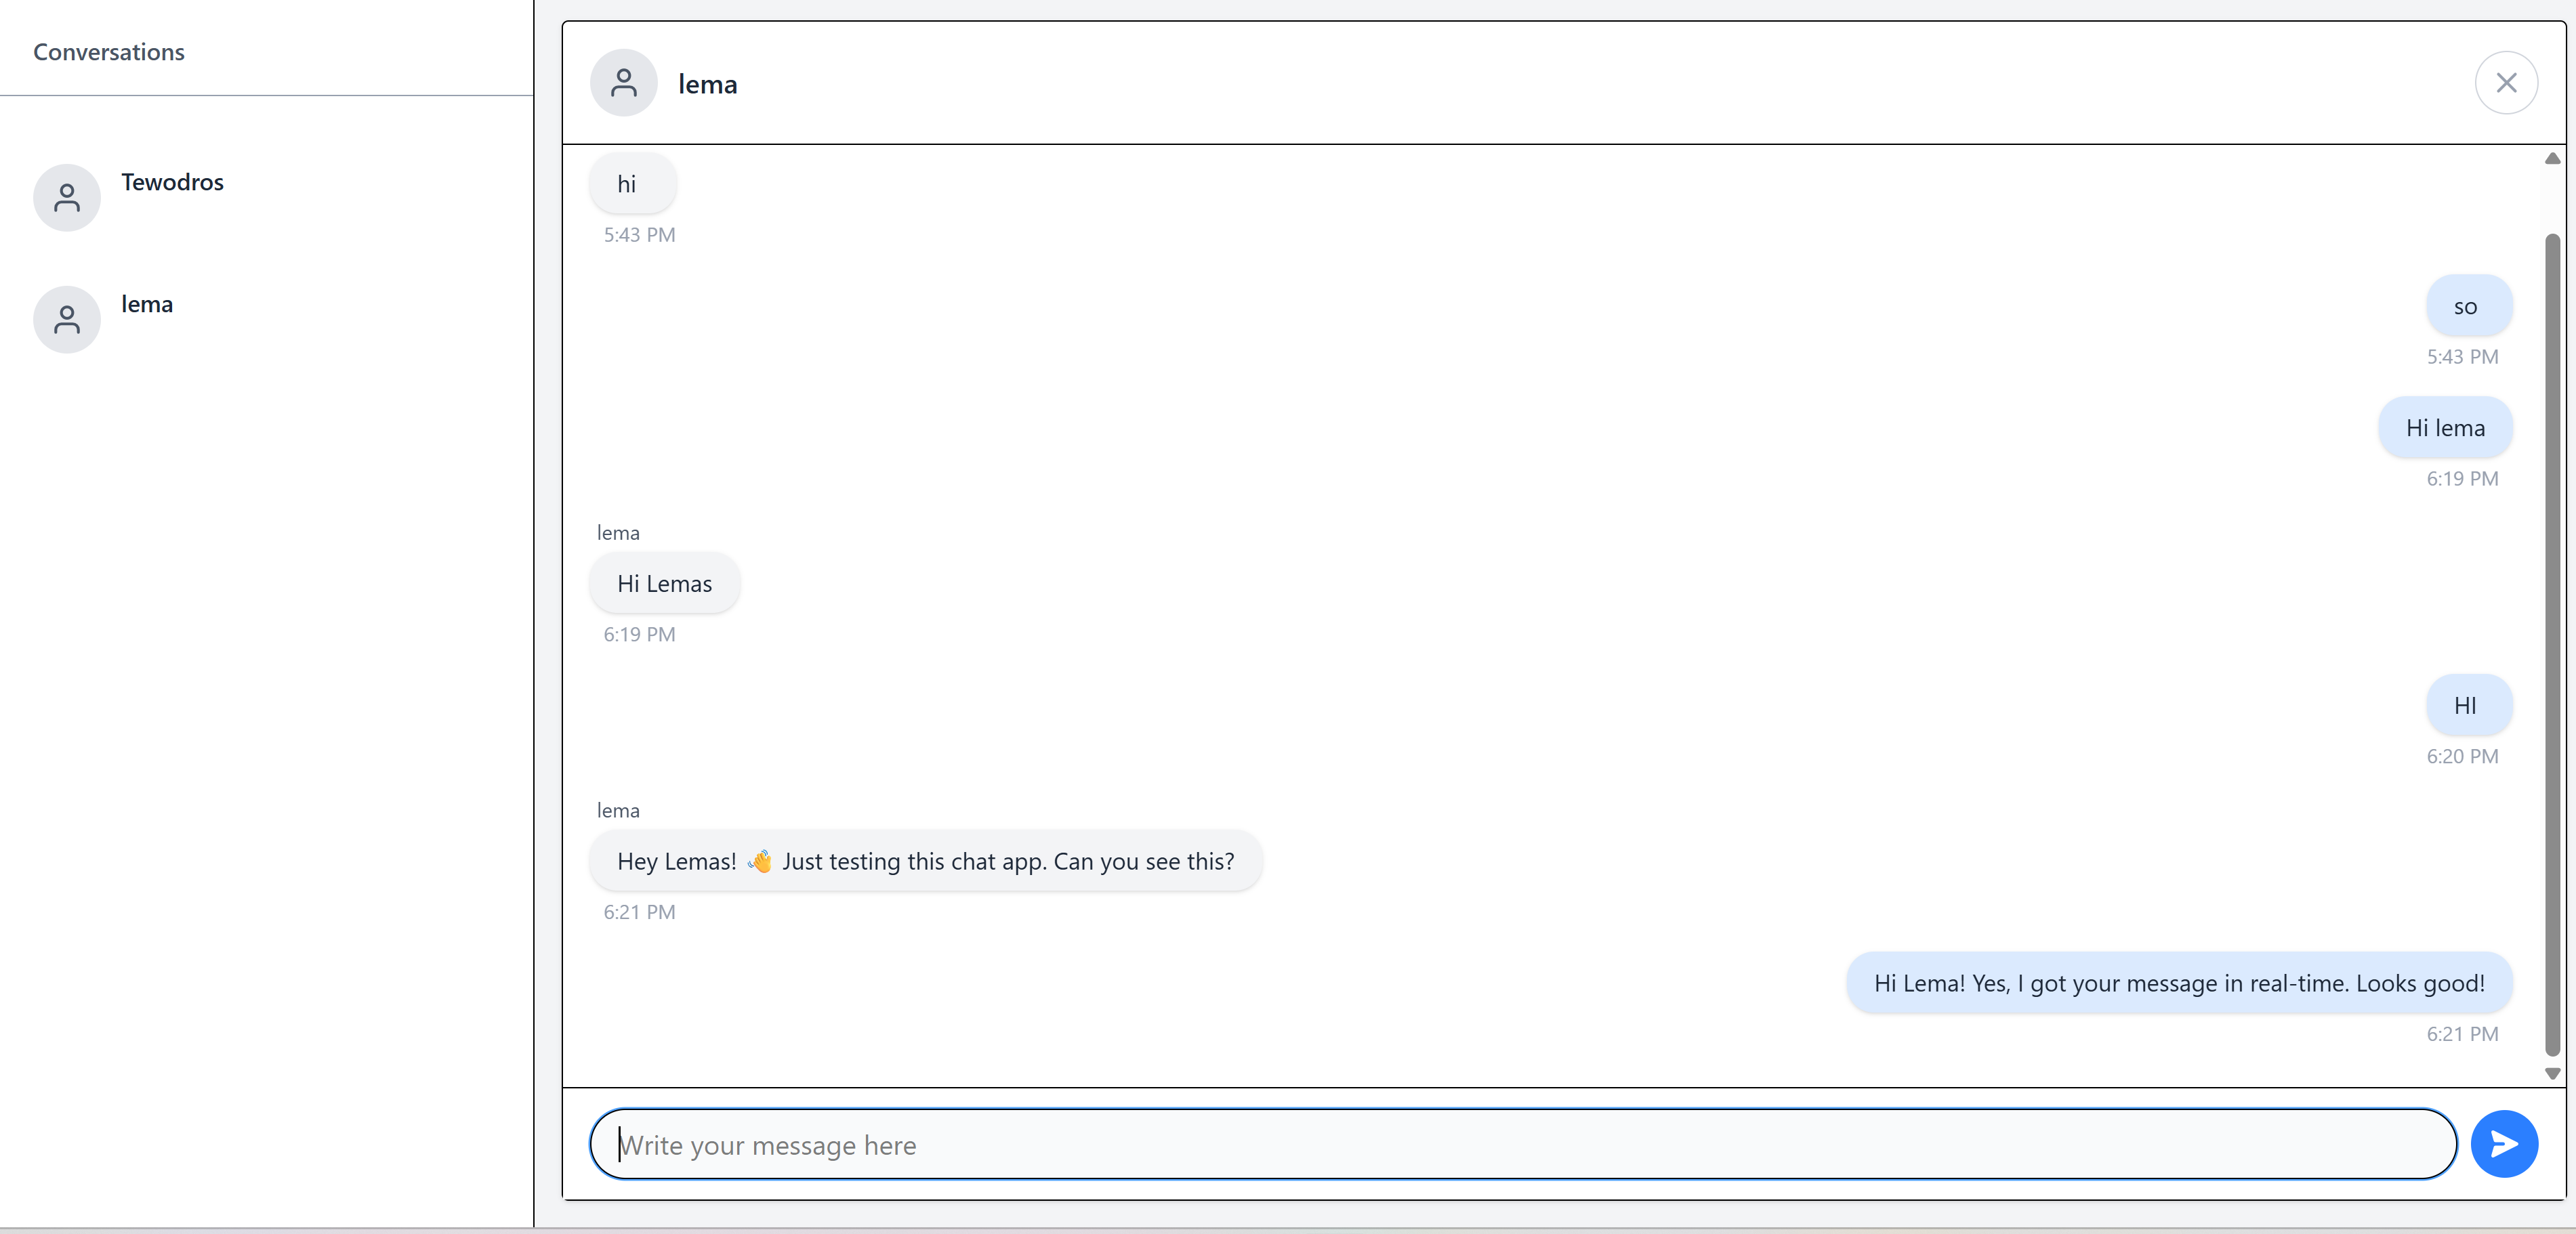 Conversations
Tewodros
lema
lema
hi
5:43 PM
so
5:43 PM
Hi lema
6:19 PM
lema
Hi Lemas
6:19 PM
HI
6:20 PM
lema
Hey Lemas! 👋 Just testing this chat app. Can you see this?
6:21 PM
Hi Lema! Yes, I got your message in real-time. Looks good!
6:21 PM
Write your message here